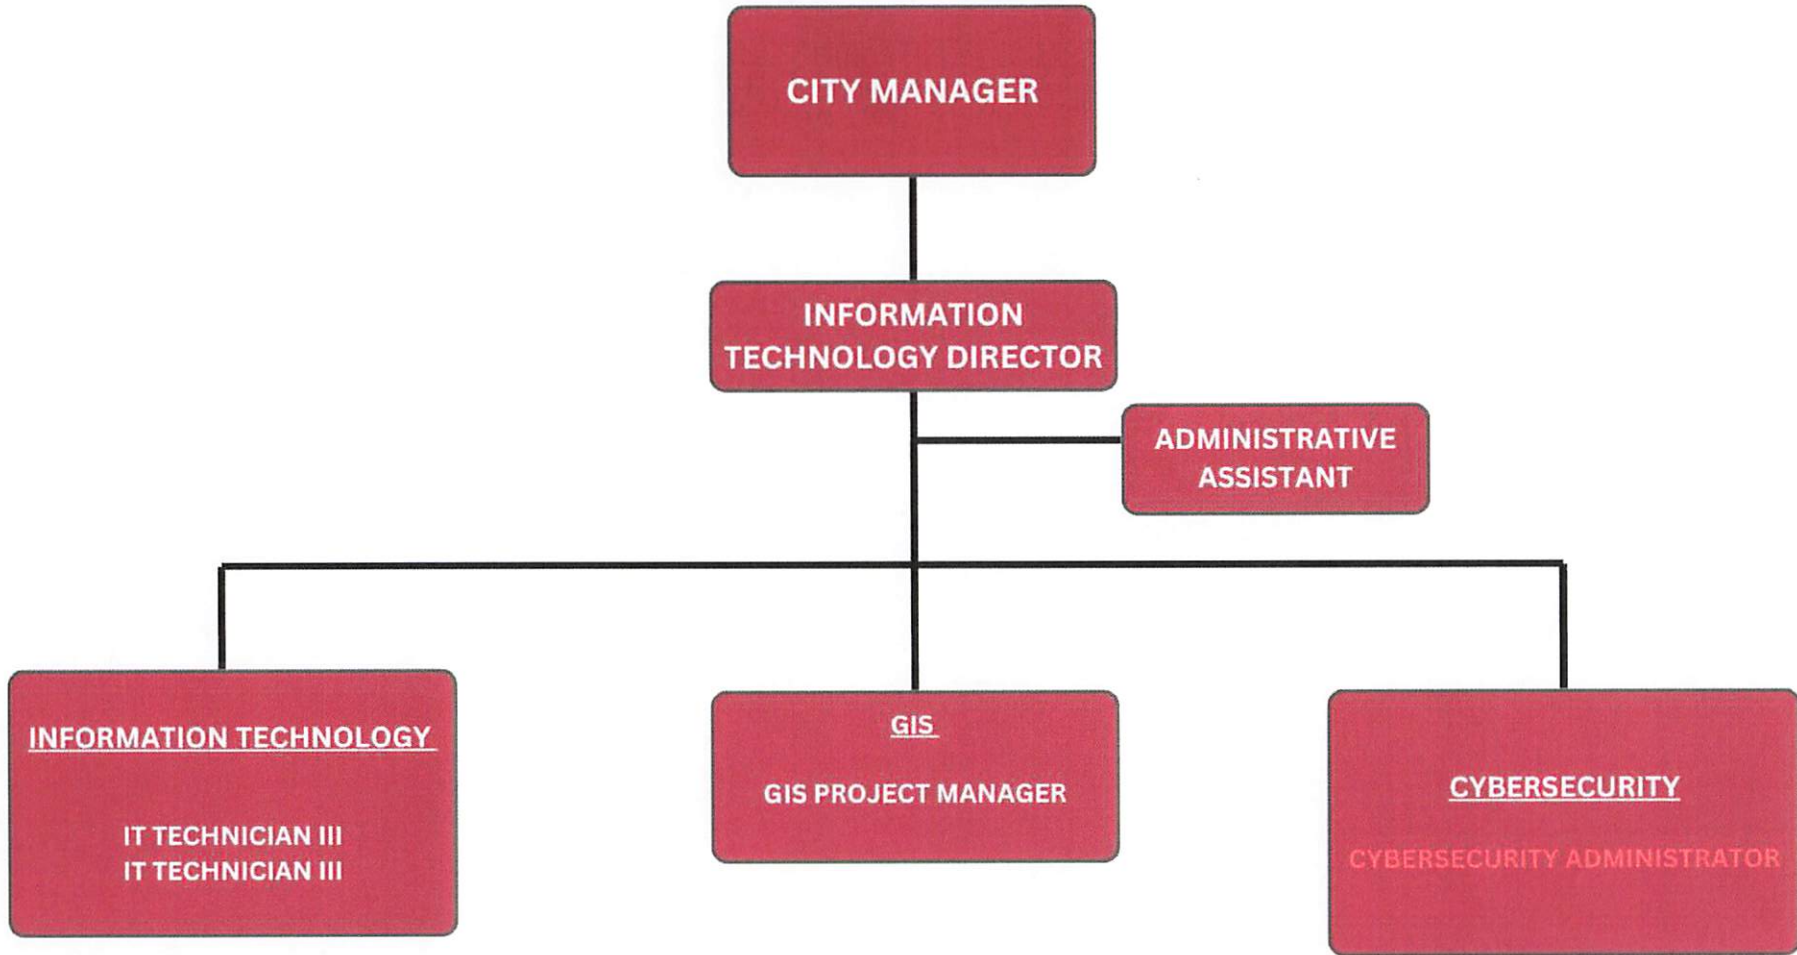 CITY MANAGER
INFORMATION
TECHNOLOGY DIRECTOR
ADMINISTRATIVE
ASSISTANT
INFORMATION TECHNOLOGY
IT TECHNICIAN III
IT TECHNICIAN III
GIS
GIS PROJECT MANAGER
CYBERSECURITY
CYBERSECURITY ADMINISTRATOR